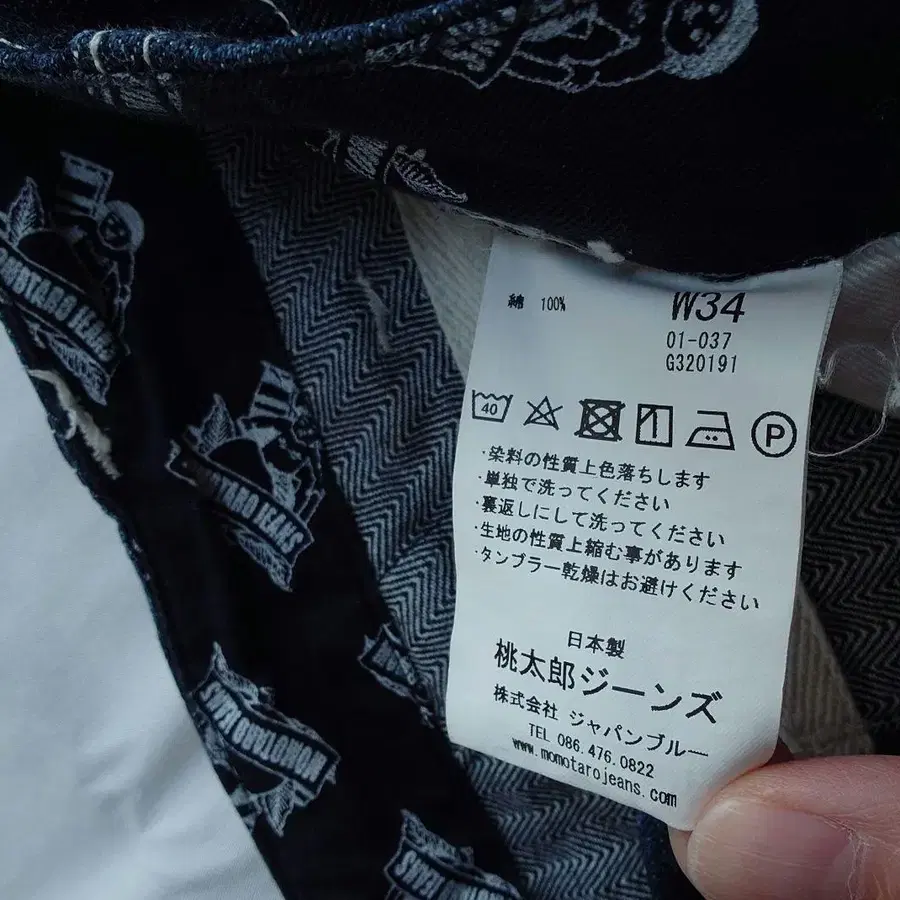 綿 100%
W34
01-037
G320191
40
P
・染料の性質上色落ちします
・単独で洗ってください
・裏返しにして洗ってください
・生地の性質上縮む事があります
・タンブラー乾燥はお避けください
日本製
桃太郎ジーンズ
株式会社 ジャパンブルー
TEL 086.476.0822
www.momotarojeans.com
MOMOTARO JEANS